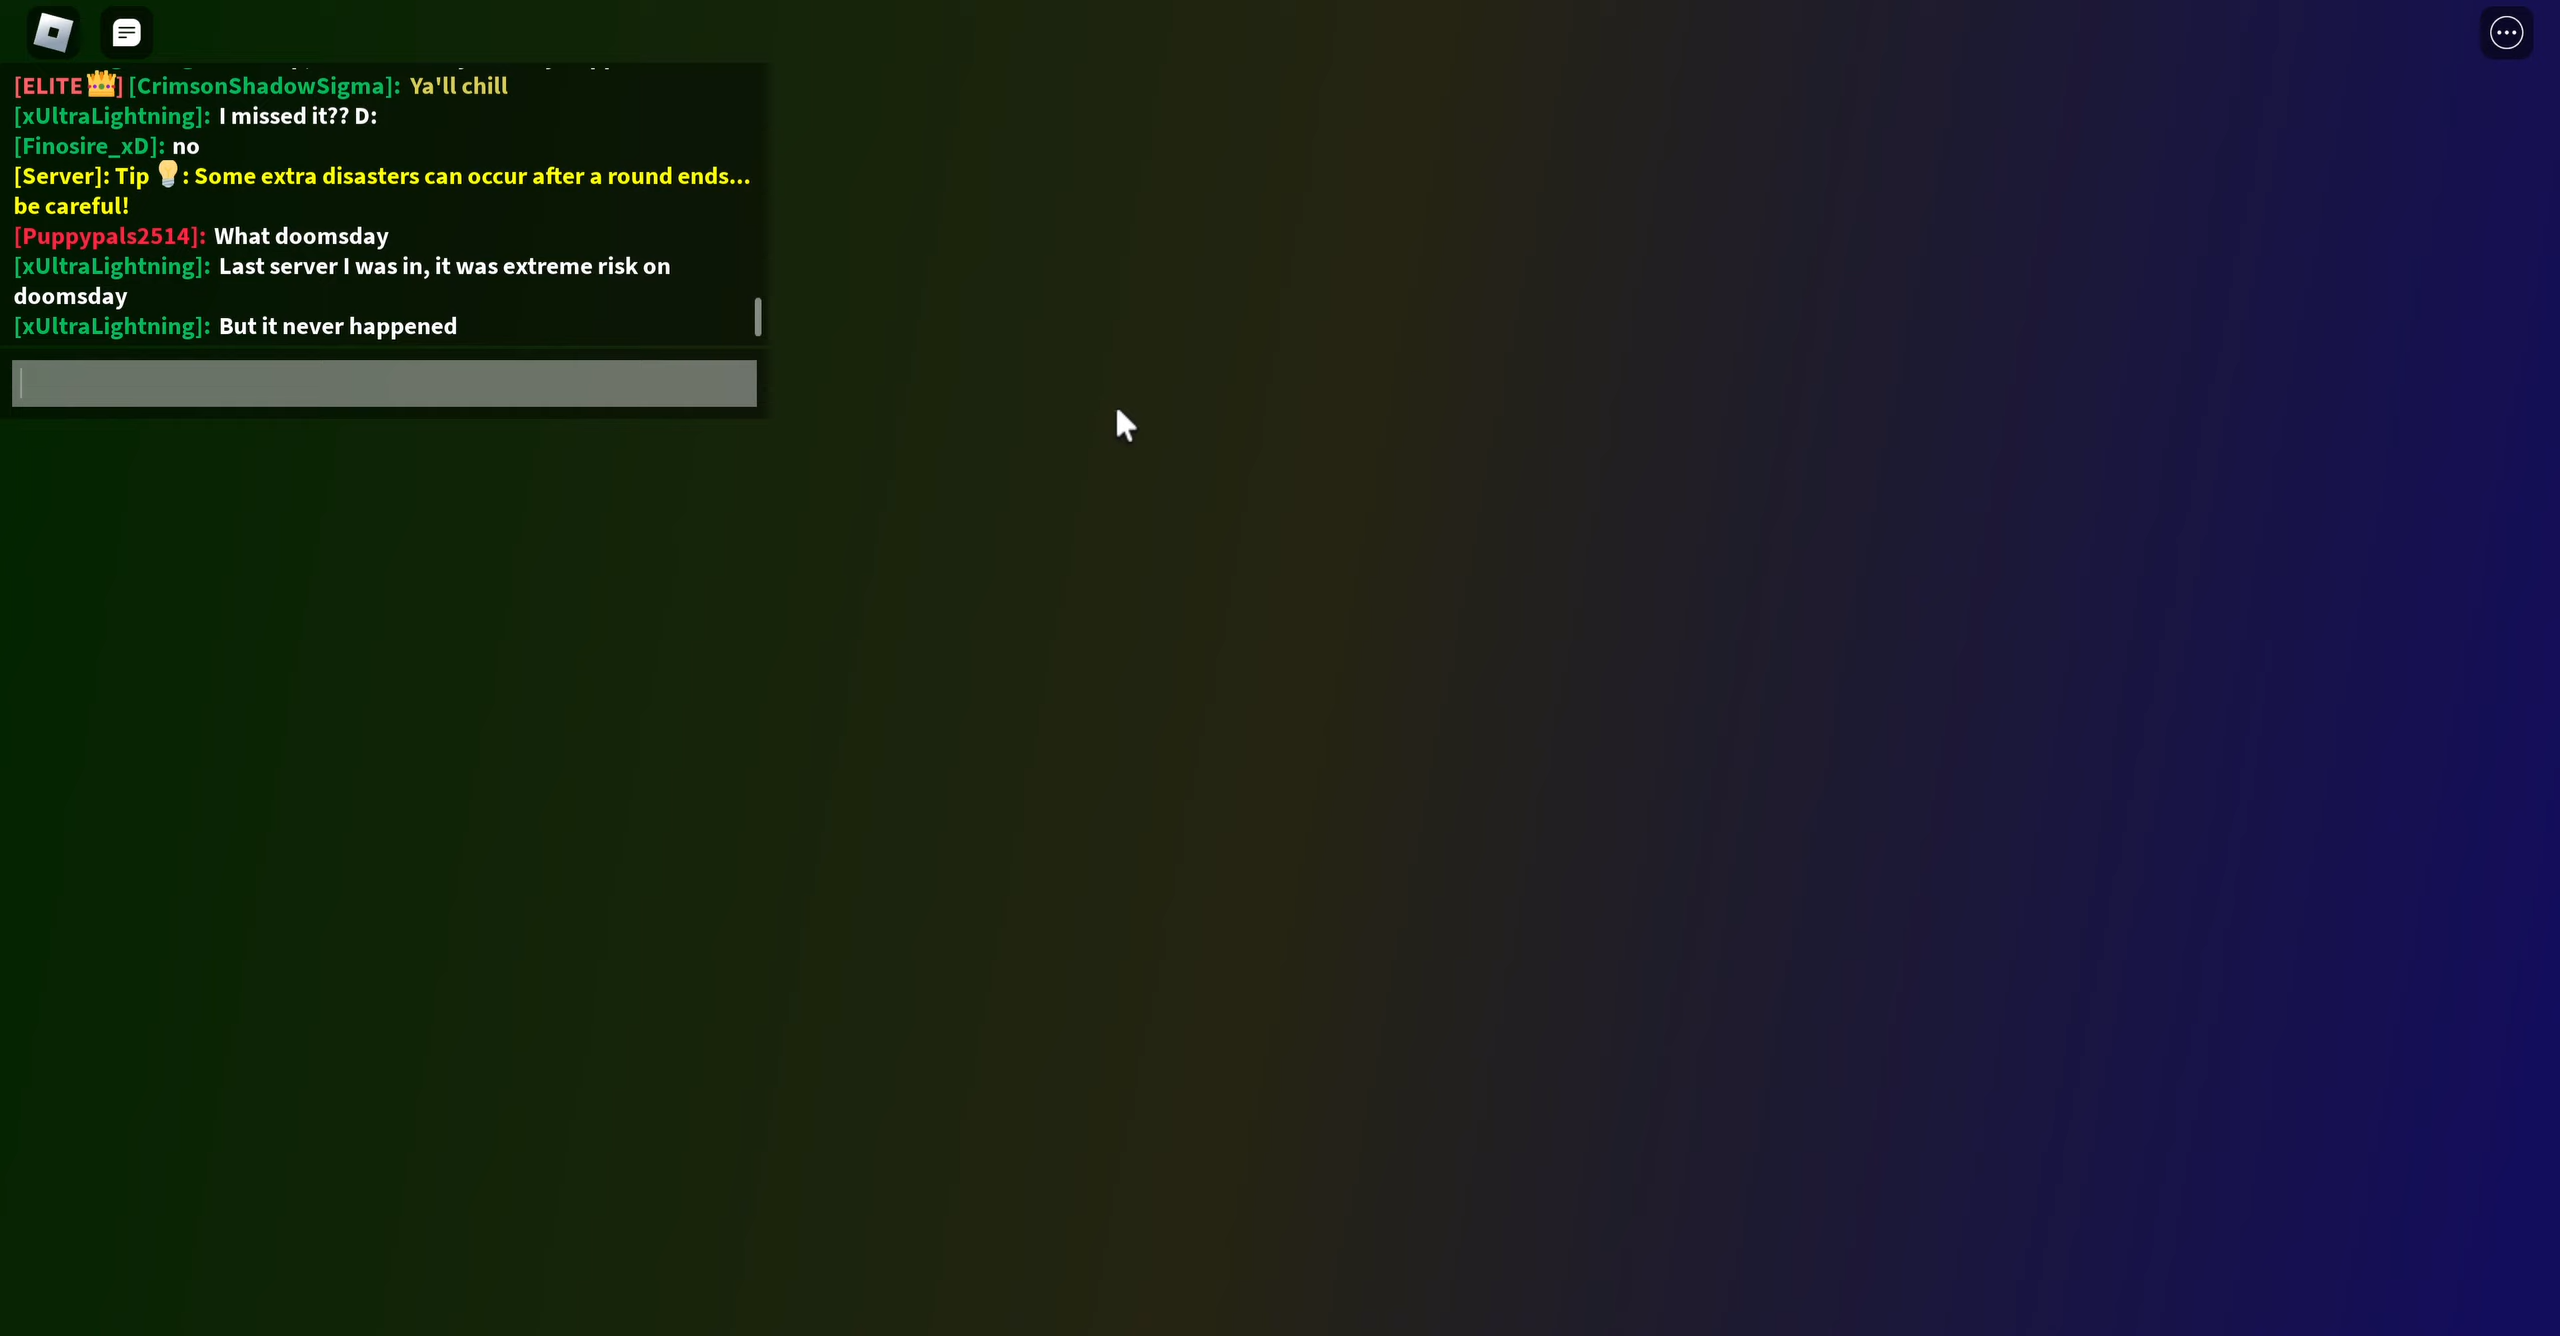 [ELITE 👑] [CrimsonShadowSigma]: Ya'll chill
[xUltraLightning]: I missed it?? D:
[Finosire_xD]: no
[Server]: Tip 💡: Some extra disasters can occur after a round ends...
be careful!
[Puppypals2514]: What doomsday
[xUltraLightning]: Last server I was in, it was extreme risk on
doomsday
[xUltraLightning]: But it never happened